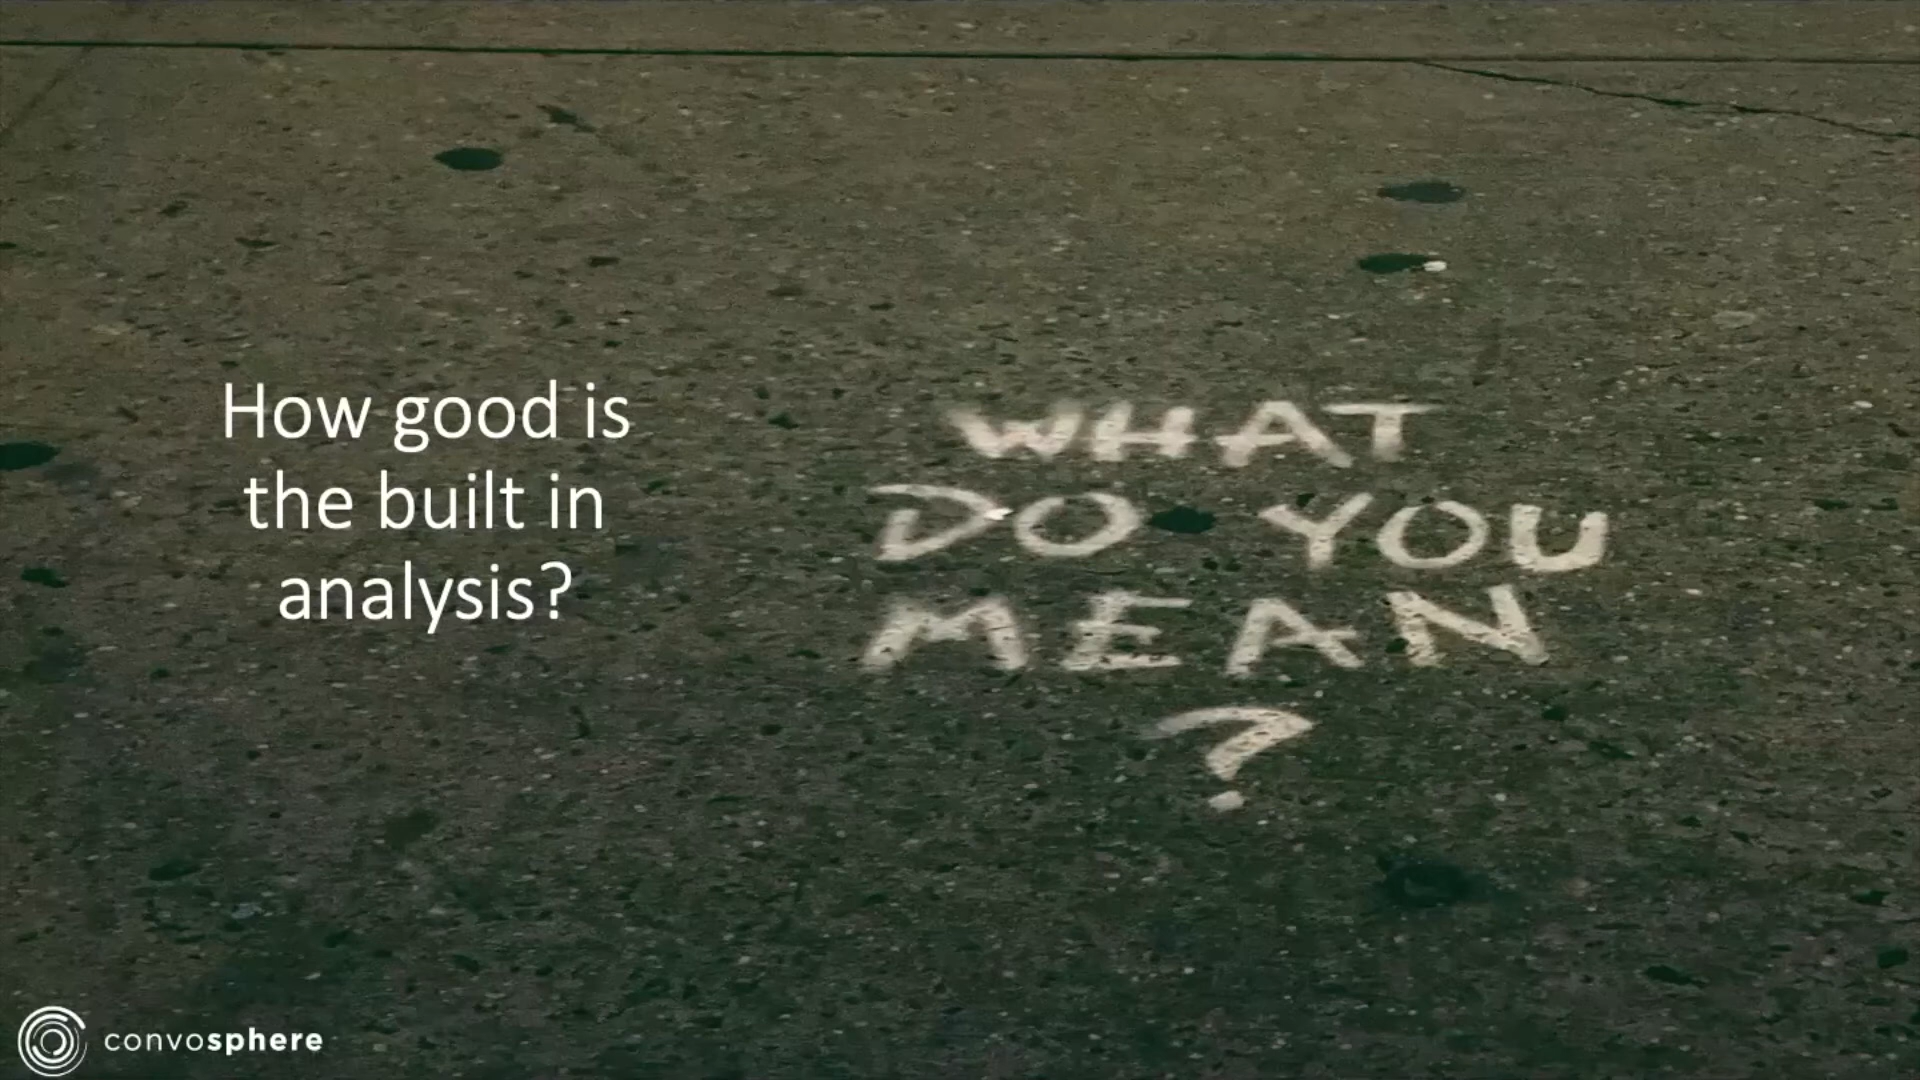 How good is
the built in
analysis?
WHAT
DO YOU
MEAN
?
convosphere